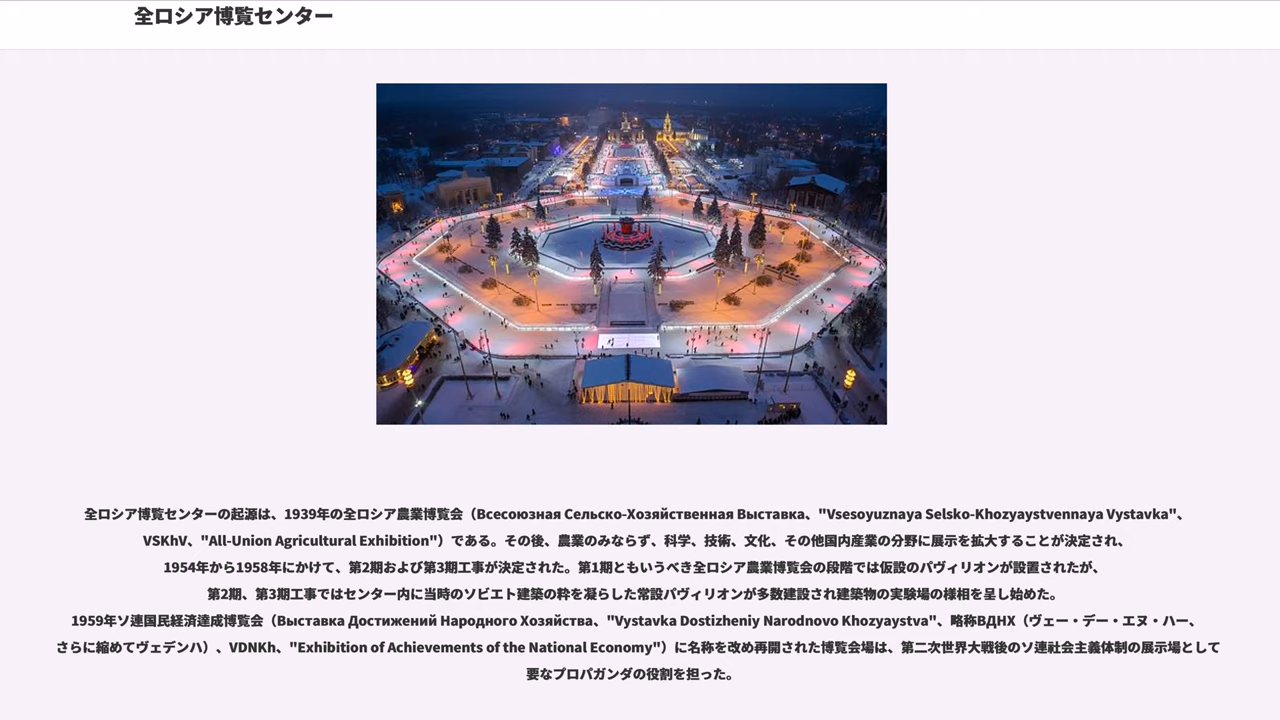 全ロシア博覧センター
全ロシア博覧センターの起源は、1939年の全ロシア農業博覧会（Всесоюзная Сельско-Хозяйственная Выставка、"Vsesoyuznaya Selsko-Khozyaystvennaya Vystavka"、
VSKhV、"All-Union Agricultural Exhibition"）である。その後、農業のみならず、科学、技術、文化、その他国内産業の分野に展示を拡大することが決定され、
1954年から1958年にかけて、第2期および第3期工事が決定された。第1期ともいうべき全ロシア農業博覧会の段階では仮設のパヴィリオンが設置されたが、
第2期、第3期工事ではセンター内に当時のソビエト建築の粋を凝らした常設パヴィリオンが多数建設され建築物の実験場の様相を呈し始めた。
1959年ソ連国民経済達成博覧会（Выставка Достижений Народного Хозяйства、"Vystavka Dostizheniy Narodnovo Khozyaystva"、略称ВДНХ（ヴェー・デー・エヌ・ハー、
さらに縮めてヴェデンハ）、VDNKh、"Exhibition of Achievements of the National Economy"）に名称を改め再開された博覧会場は、第二次世界大戦後のソ連社会主義体制の展示場として
要なプロパガンダの役割を担った。